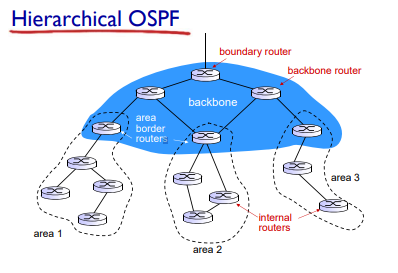 Hierarchical OSPF
boundary router
backbone router
backbone
area
border
routers
area 3
internal
routers
area 1
area 2